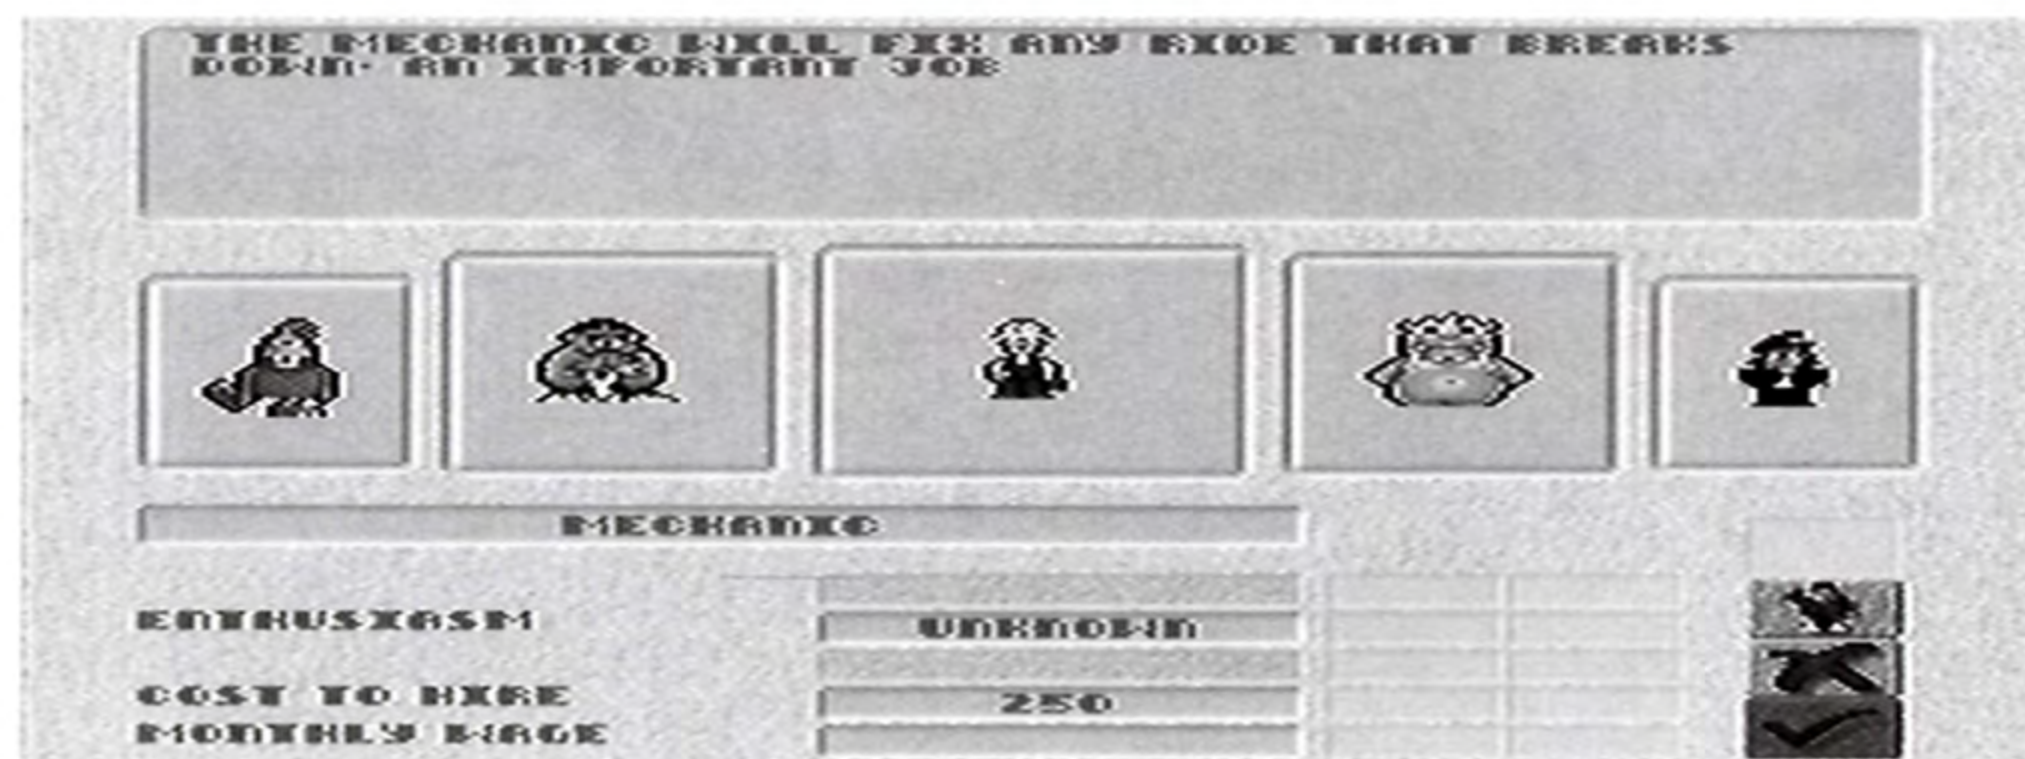 THE MECHANIC WILL FIX ANY RIDE THAT BREAKS
DOWN. AN IMPORTANT JOB
MECHANIC
ENTHUSIASM
UNKNOWN
COST TO HIRE
250
MONTHLY WAGE